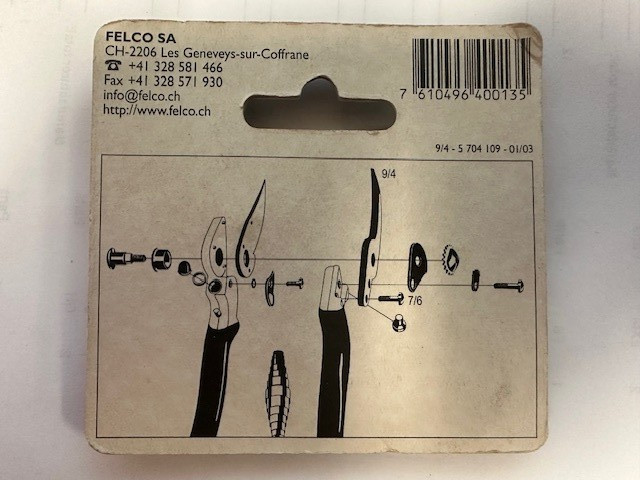 FELCO SA
CH-2206 Les Geneveys-sur-Coffrane
☎ +41 328 581 466
Fax +41 328 571 930
info@felco.ch
http://www.felco.ch
7 610496 400135
9/4 - 5 704 109 - 01/03
9/4
7/6